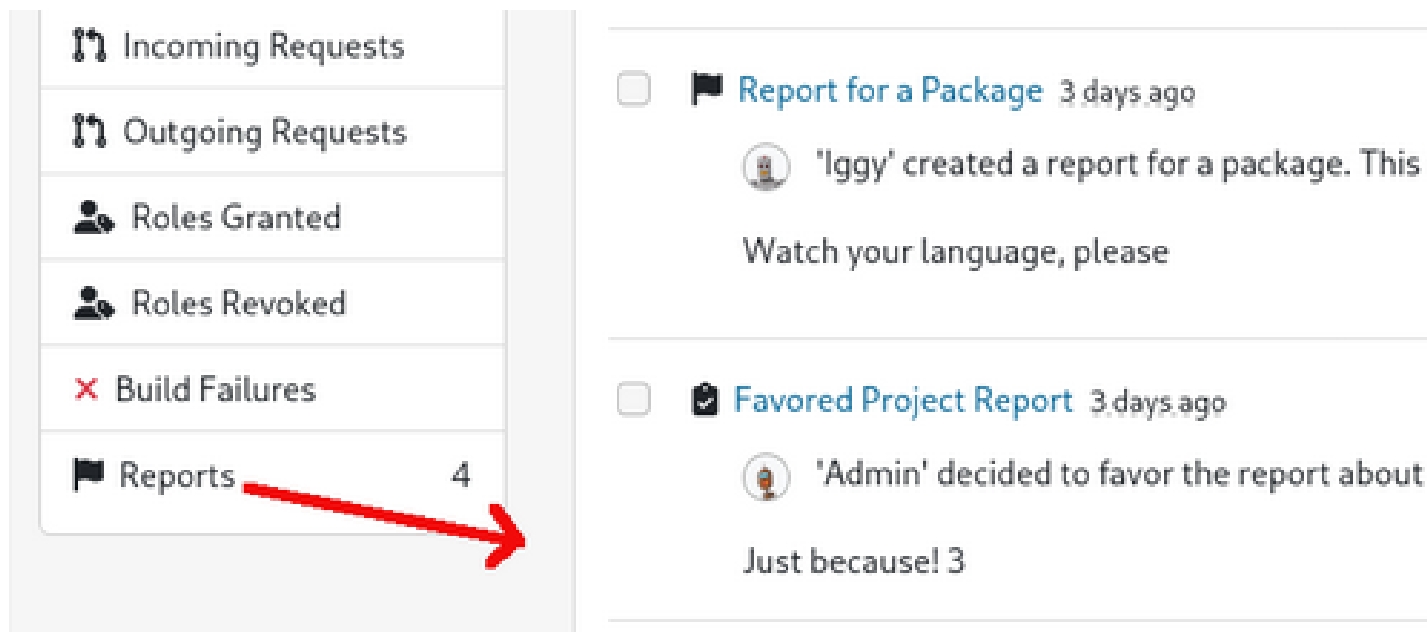 Incoming Requests
Outgoing Requests
Roles Granted
Roles Revoked
Build Failures
Reports 4
Report for a Package 3 days ago
'Iggy' created a report for a package. This
Watch your language, please
Favored Project Report 3 days ago
'Admin' decided to favor the report about
Just because! 3